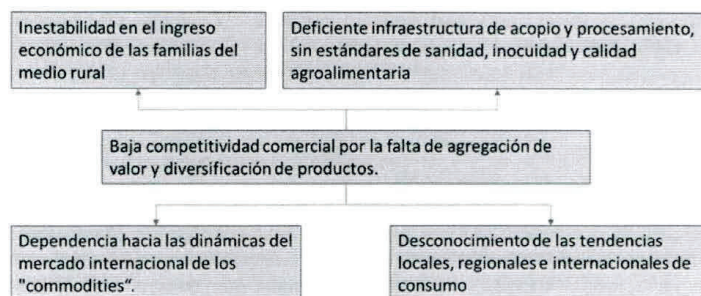 Inestabilidad en el ingreso
económico de las familias del
medio rural
Deficiente infraestructura de acopio y procesamiento,
sin estándares de sanidad, inocuidad y calidad
agroalimentaria
Baja competitividad comercial por la falta de agregación de
valor y diversificación de productos.
Dependencia hacia las dinámicas del
mercado internacional de los
"commodities“.
Desconocimiento de las tendencias
locales, regionales e internacionales de
consumo